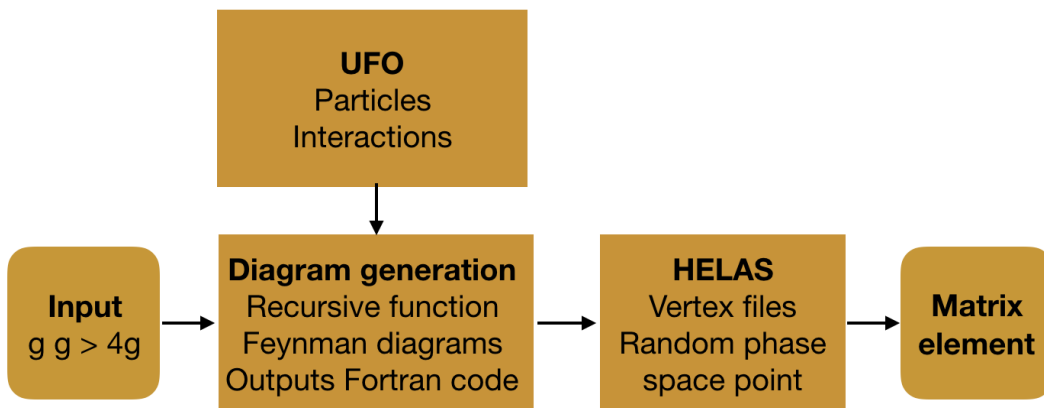 UFO
Particles
Interactions
Input
g g > 4g
Diagram generation
Recursive function
Feynman diagrams
Outputs Fortran code
HELAS
Vertex files
Random phase
space point
Matrix
element